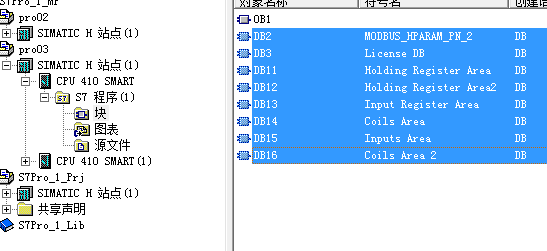 S7Pro_1_mf
pro02
SIMATIC H 站点(1)
pro03
SIMATIC H 站点(1)
CPU 410 SMART
S7 程序(1)
块
图表
源文件
CPU 410 SMART(1)
S7Pro_1_Prj
SIMATIC H 站点(1)
共享声明
S7Pro_1_Lib
对象名称 符号名 创建语
OB1
DB2 MODBUS_HPARAM_PN_2 DB
DB3 License DB DB
DB11 Holding Register Area DB
DB12 Holding Register Area2 DB
DB13 Input Register Area DB
DB14 Coils Area DB
DB15 Inputs Area DB
DB16 Coils Area 2 DB